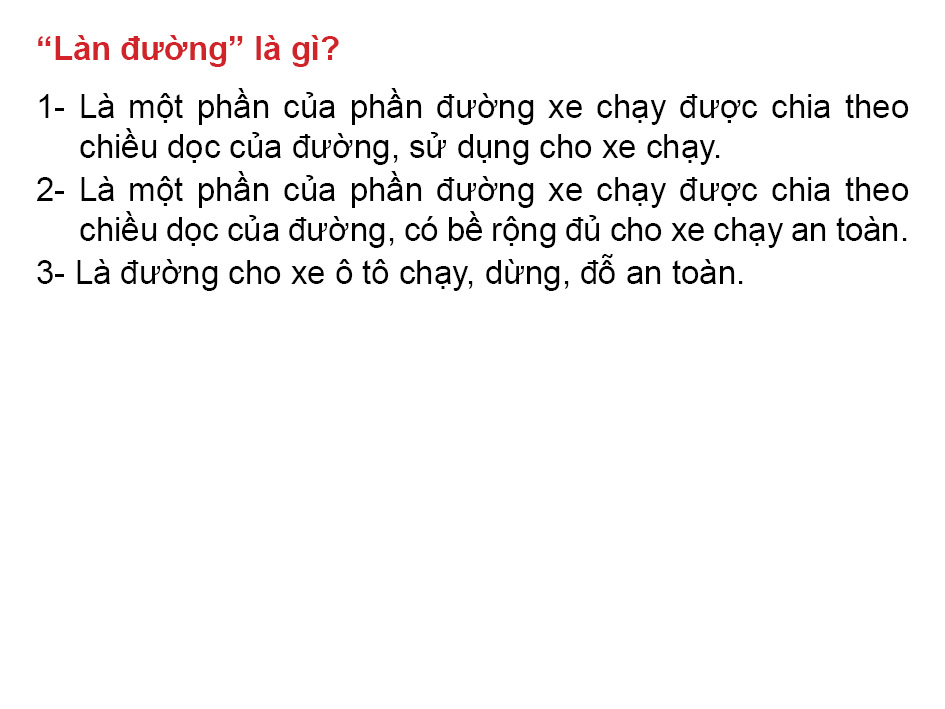 “Làn đường” là gì?
1- Là một phần của phần đường xe chạy được chia theo
chiều dọc của đường, sử dụng cho xe chạy.
2- Là một phần của phần đường xe chạy được chia theo
chiều dọc của đường, có bề rộng đủ cho xe chạy an toàn.
3- Là đường cho xe ô tô chạy, dừng, đỗ an toàn.